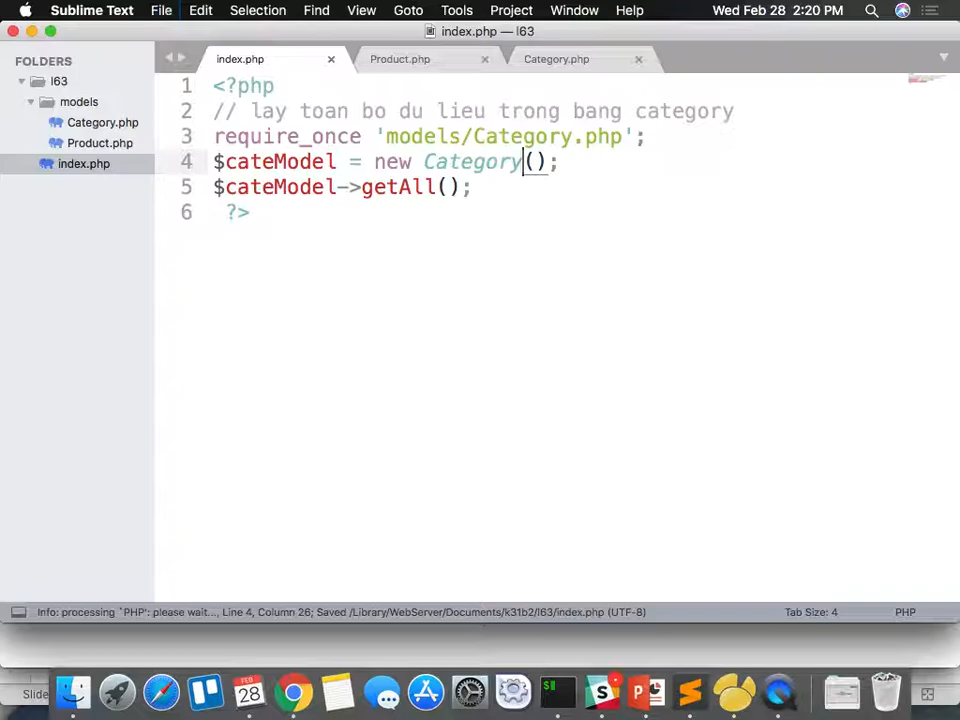 Sublime Text File Edit Selection Find View Goto Tools Project Window Help Wed Feb 28 2:20 PM
index.php — l63
FOLDERS
l63
models
Category.php
Product.php
index.php
index.php Product.php Category.php
1 <?php
2 // lay toan bo du lieu trong bang category
3 require_once 'models/Category.php';
4 $cateModel = new Category();
5 $cateModel->getAll();
6 ?>
Info: processing `PHP': please wait..., Line 4, Column 26; Saved /Library/WebServer/Documents/k31b2/l63/index.php (UTF-8) Tab Size: 4 PHP
Slide
FEB
28